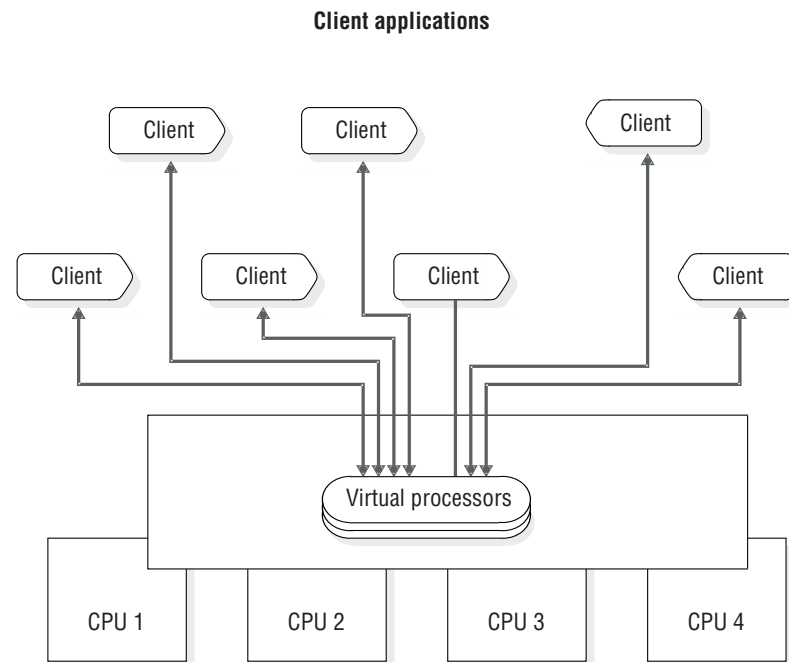 Client applications
Client
Client
Client
Client
Client
Client
Client
Virtual processors
CPU 1
CPU 2
CPU 3
CPU 4